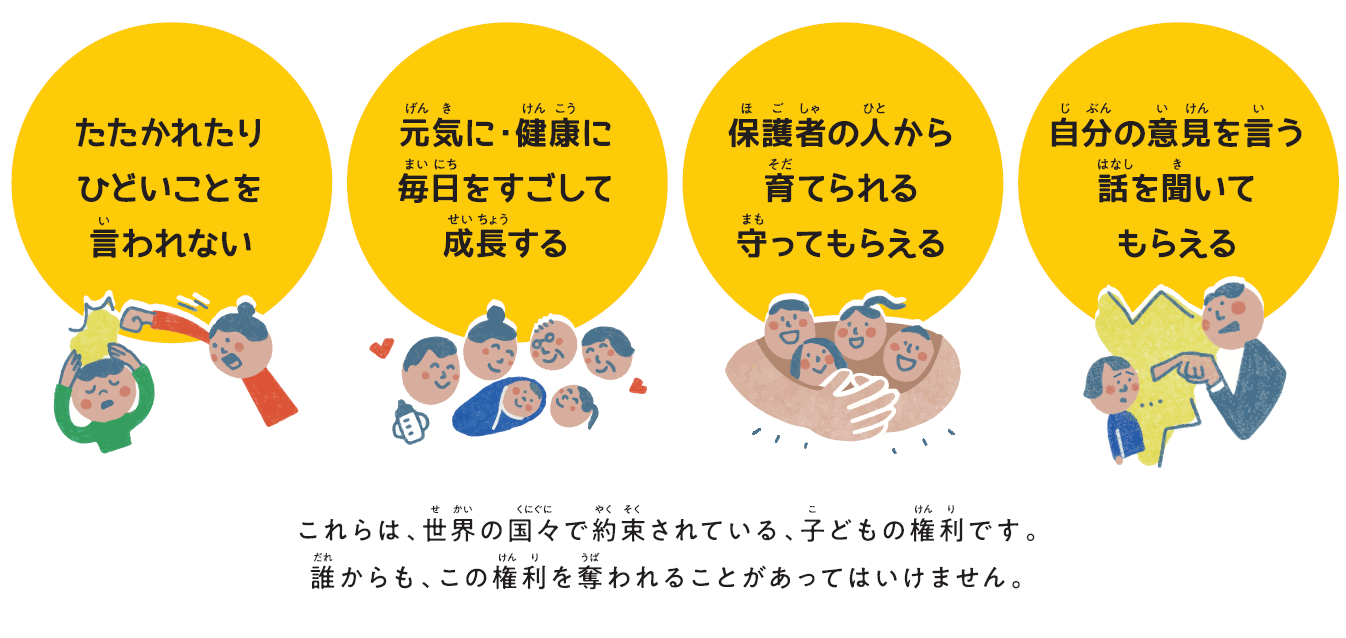 たたかれたり
ひどいことを
言われない
元気に・健康に
毎日をすごして
成長する
保護者の人から
育てられる
守ってもらえる
自分の意見を言う
話を聞いて
もらえる
これらは、世界の国々で約束されている、子どもの権利です。
誰からも、この権利を奪われることがあってはいけません。